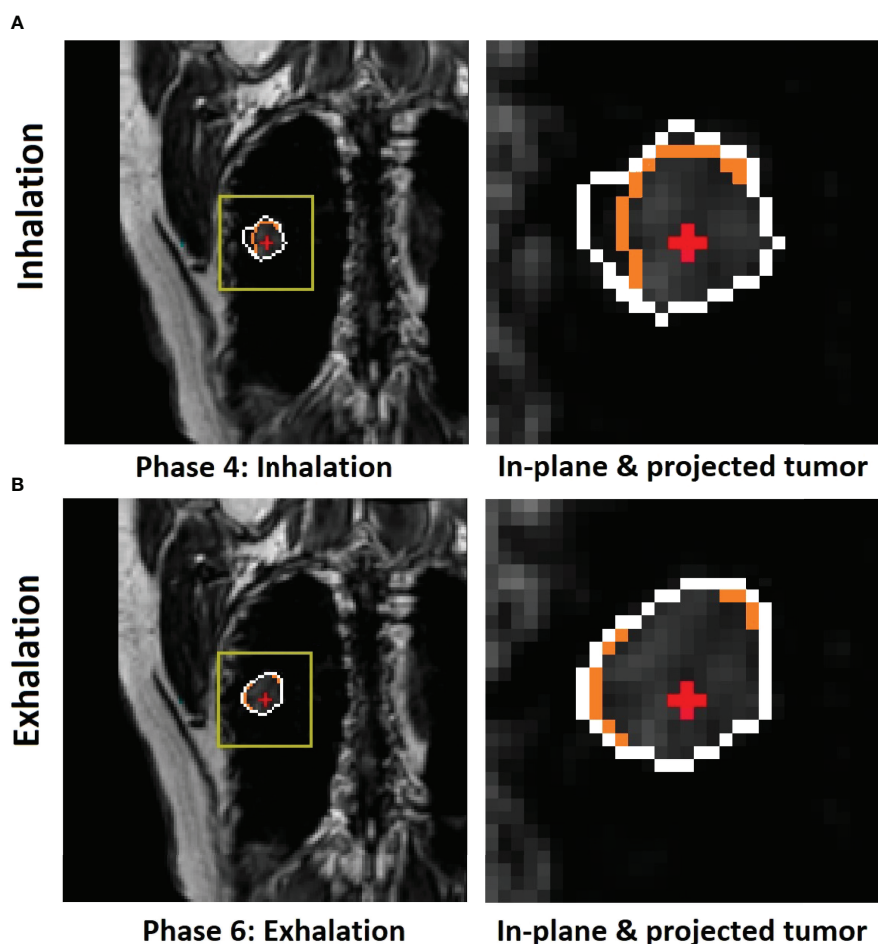 A
Inhalation
Phase 4: Inhalation
In-plane & projected tumor
B
Exhalation
Phase 6: Exhalation
In-plane & projected tumor